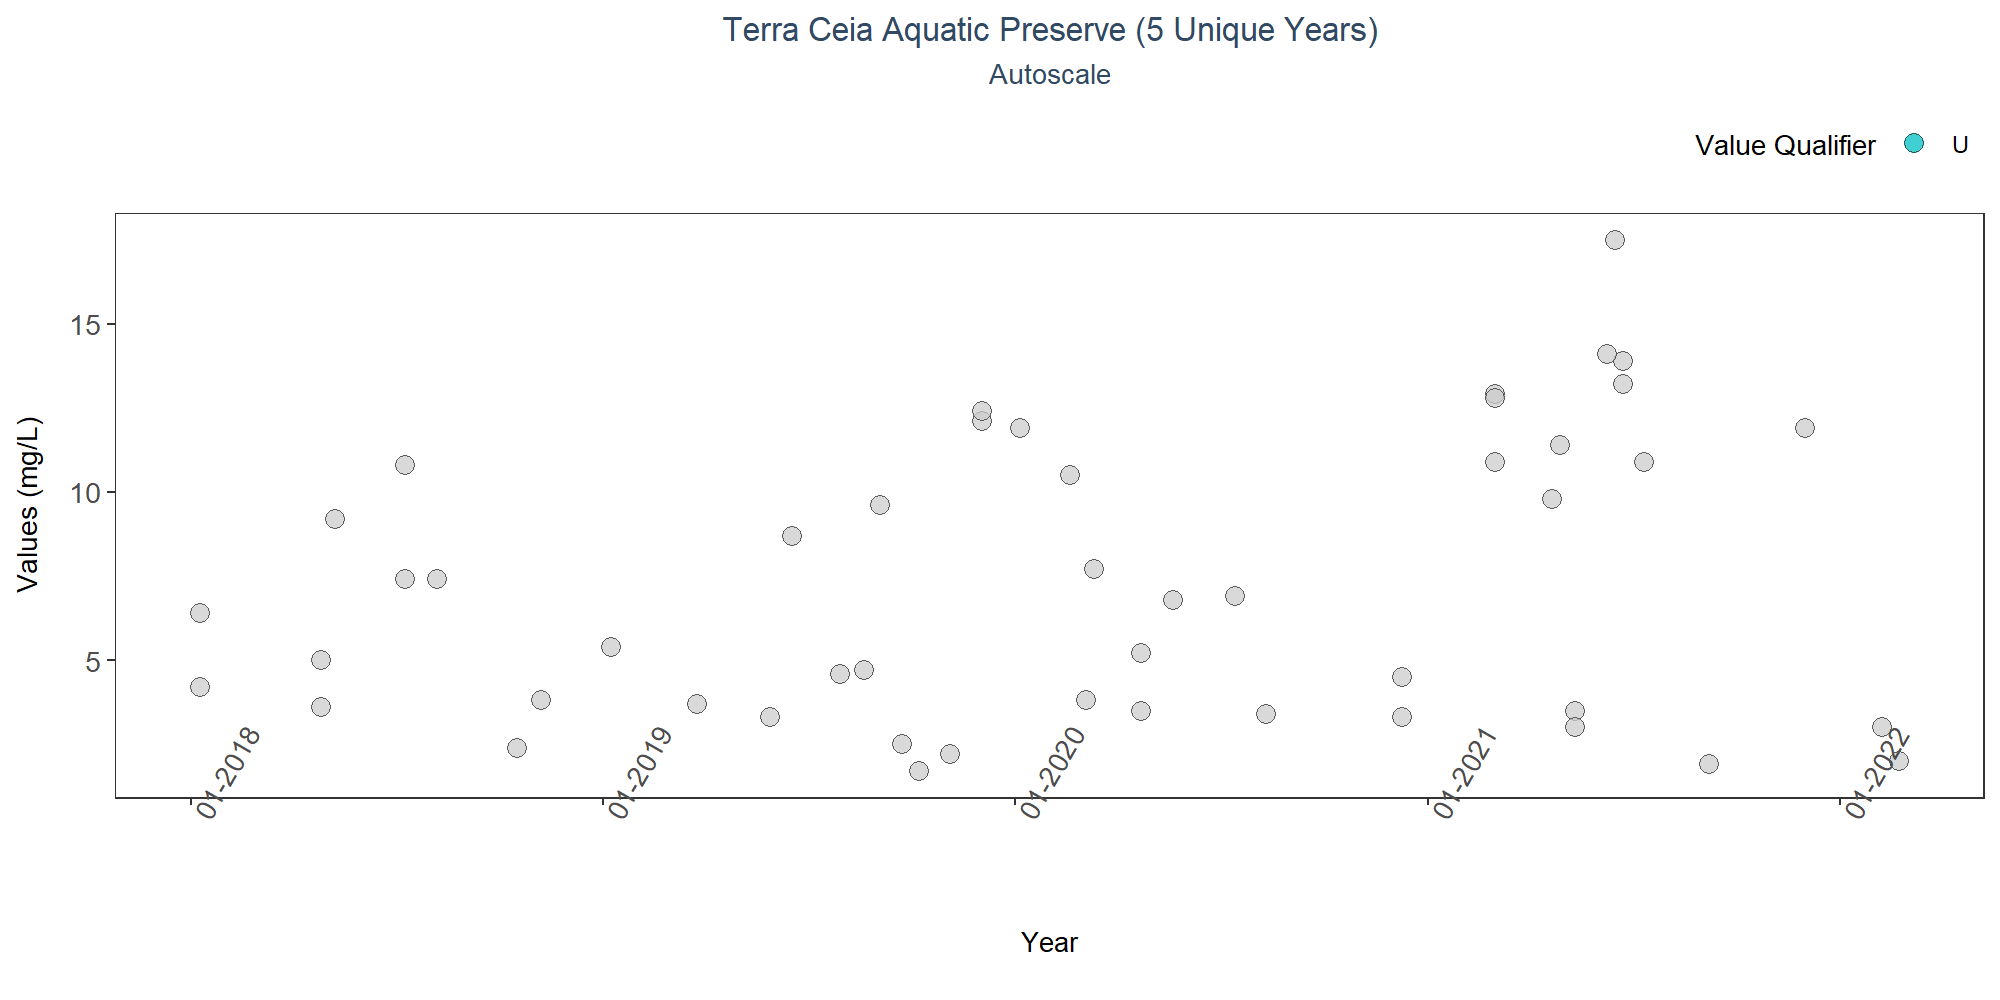 Terra Ceia Aquatic Preserve (5 Unique Years)
Autoscale
Value Qualifier U
Values (mg/L)
15
10
5
01-2018
01-2019
01-2020
01-2021
01-2022
Year